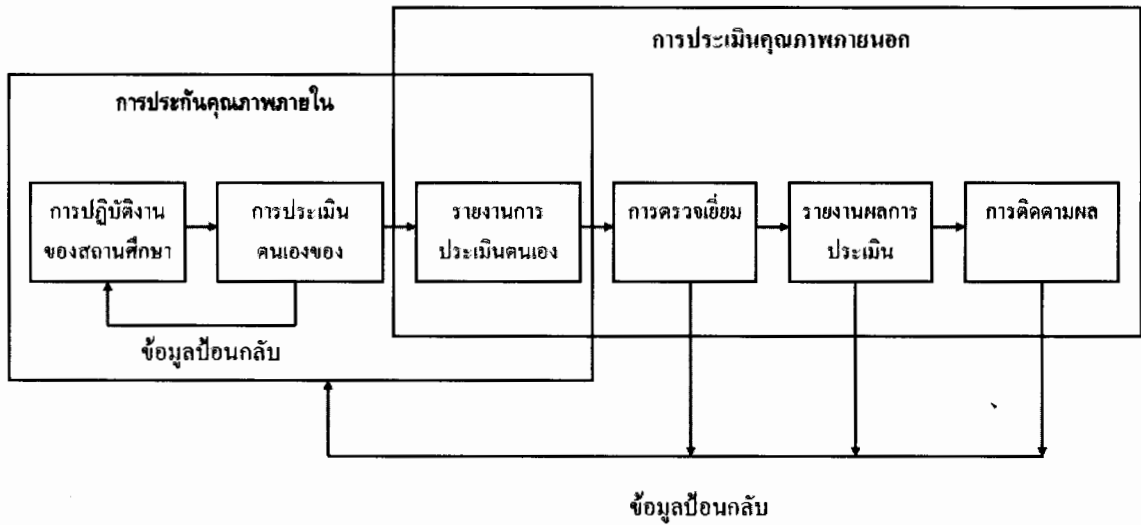 การประเมินคุณภาพภายนอก
การประกันคุณภาพภายใน
การปฏิบัติงาน
ของสถานศึกษา
การประเมิน
ตนเองของ
รายงานการ
ประเมินตนเอง
การตรวจเยี่ยม
รายงานผลการ
ประเมิน
การติดตามผล
ข้อมูลป้อนกลับ
ข้อมูลป้อนกลับ